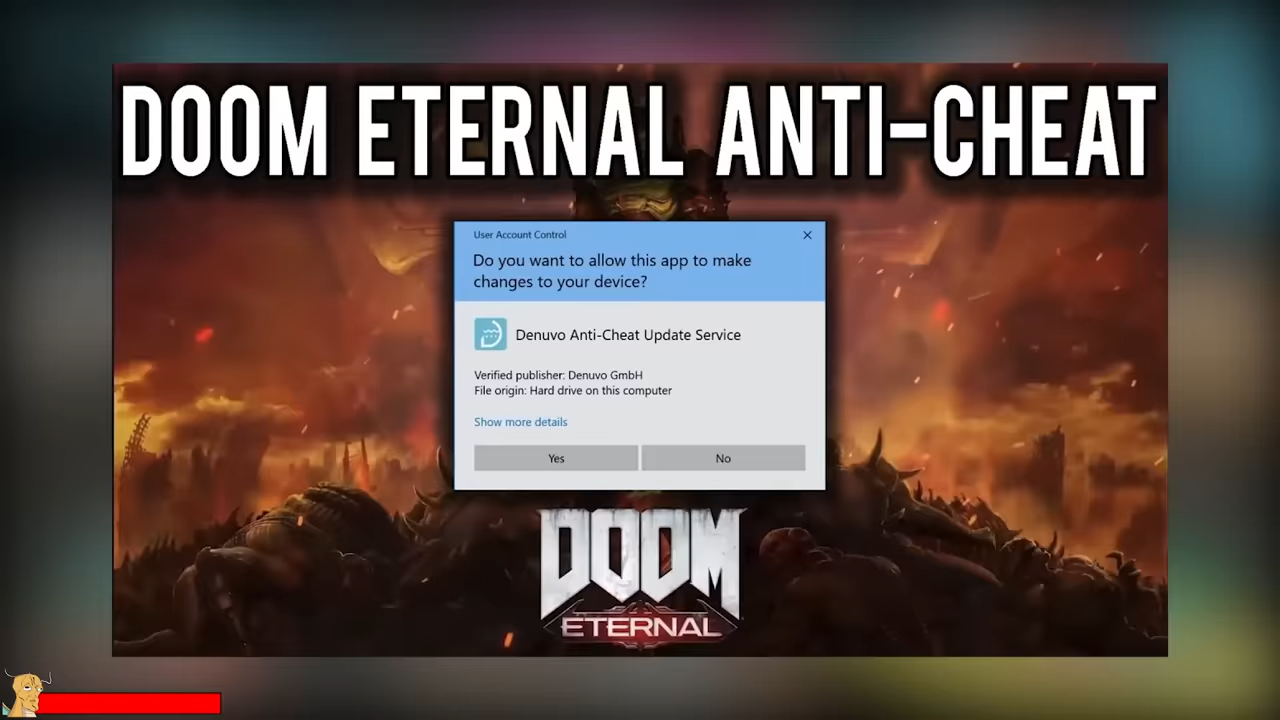 DOOM ETERNAL ANTI-CHEAT
User Account Control
Do you want to allow this app to make
changes to your device?
Denuvo Anti-Cheat Update Service
Verified publisher: Denuvo GmbH
File origin: Hard drive on this computer
Show more details
Yes No
DOOM
ETERNAL